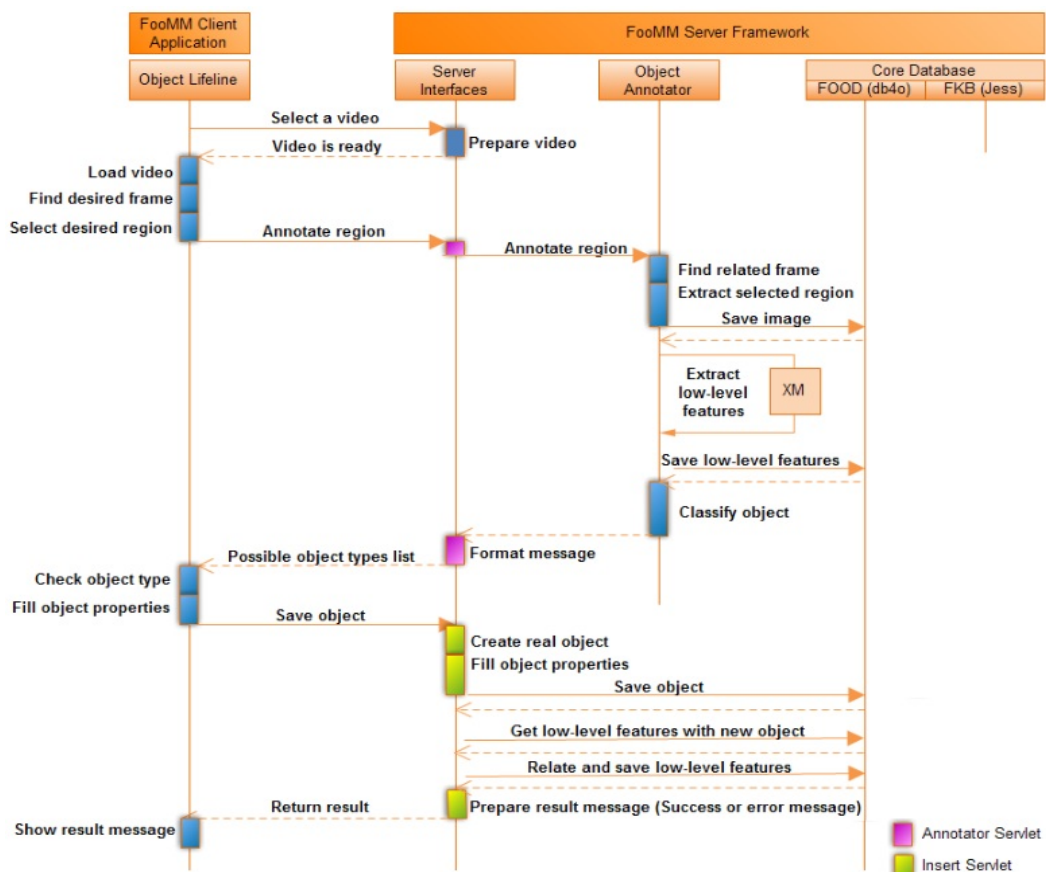 FooMM Client
Application
FooMM Server Framework
Object Lifeline
Server
Interfaces
Object
Annotator
Core Database
FOOD (db4o)
FKB (Jess)
Select a video
Video is ready
Prepare video
Load video
Find desired frame
Select desired region
Annotate region
Annotate region
Find related frame
Extract selected region
Save image
Extract
low-level
features
XM
Save low-level features
Classify object
Format message
Possible object types list
Check object type
Fill object properties
Save object
Create real object
Fill object properties
Save object
Get low-level features with new object
Relate and save low-level features
Return result
Prepare result message (Success or error message)
Show result message
Annotator Servlet
Insert Servlet